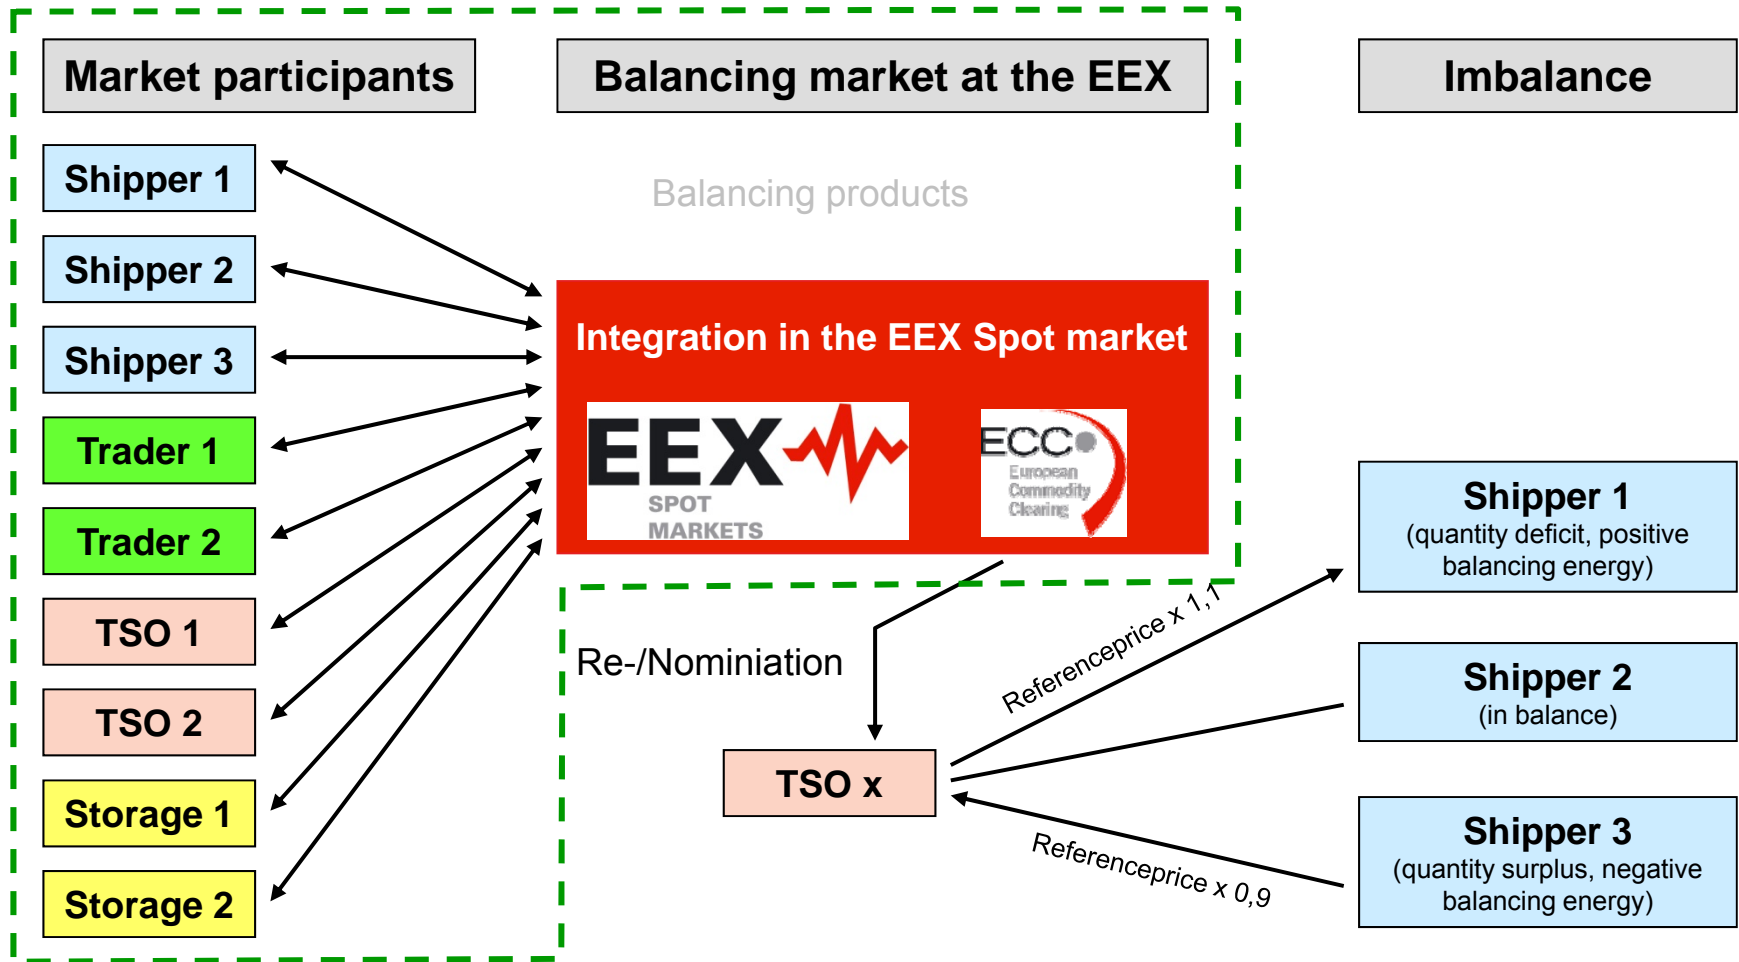 Market participants
Balancing market at the EEX
Imbalance
Shipper 1
Shipper 2
Shipper 3
Trader 1
Trader 2
TSO 1
TSO 2
Storage 1
Storage 2
Balancing products
Integration in the EEX Spot market
EEX
SPOT
MARKETS
ECC
European
Commodity
Clearing
Re-/Nominiation
TSO x
Referenceprice x 1,1
Referenceprice x 0,9
Shipper 1
(quantity deficit, positive
balancing energy)
Shipper 2
(in balance)
Shipper 3
(quantity surplus, negative
balancing energy)